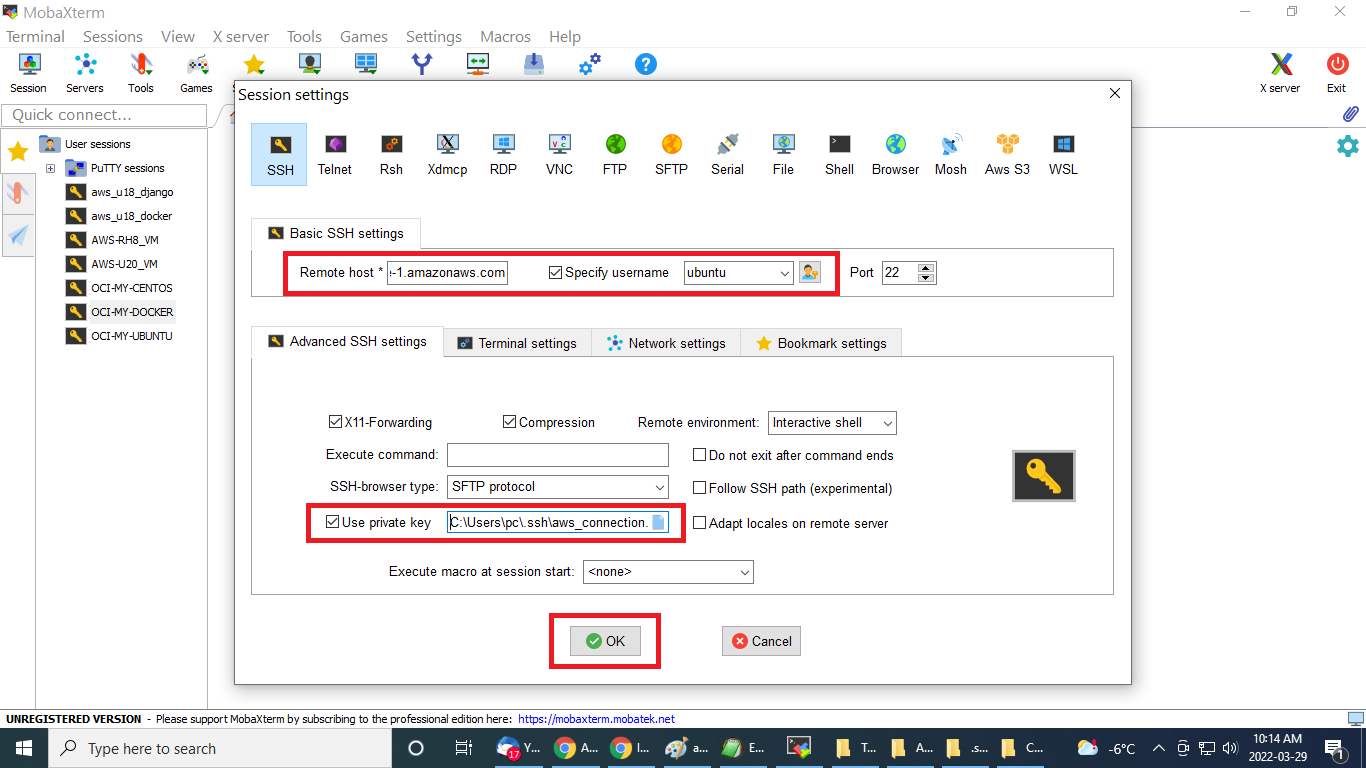 MobaXterm
Terminal Sessions View X server Tools Games Settings Macros Help
Session Servers Tools Games X server Exit
Quick connect...
User sessions
PuTTY sessions
aws_u18_django
aws_u18_docker
AWS-RH8_VM
AWS-U20_VM
OCI-MY-CENTOS
OCI-MY-DOCKER
OCI-MY-UBUNTU
Session settings
SSH Telnet Rsh Xdmcp RDP VNC FTP SFTP Serial File Shell Browser Mosh Aws S3 WSL
Basic SSH settings
Remote host * -1.amazonaws.com Specify username ubuntu Port 22
Advanced SSH settings Terminal settings Network settings Bookmark settings
X11-Forwarding Compression Remote environment: Interactive shell
Execute command: Do not exit after command ends
SSH-browser type: SFTP protocol Follow SSH path (experimental)
Use private key C:\Users\pc\.ssh\aws_connection. Adapt locales on remote server
Execute macro at session start: <none>
OK Cancel
UNREGISTERED VERSION - Please support MobaXterm by subscribing to the professional edition here: https://mobaxterm.mobatek.net
Type here to search 17 Y... A... I... a... E... T... A... .s... C... -6°C 10:14 AM
2022-03-29 1